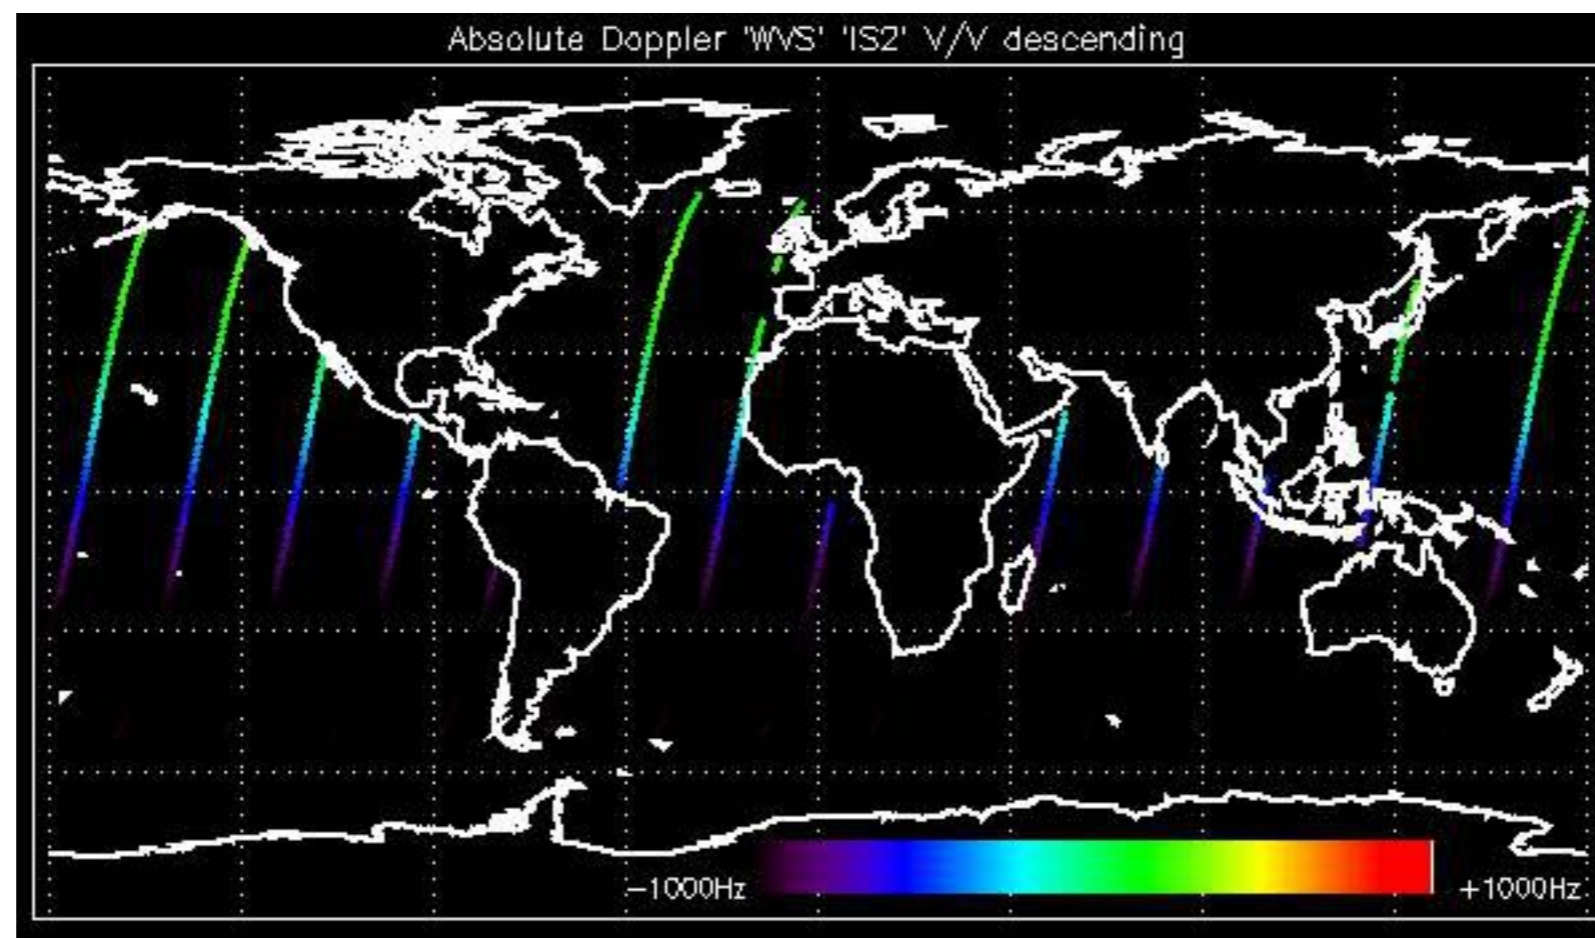 Absolute Doppler 'WVS' 'IS2' V/V descending
−1000Hz
+1000Hz